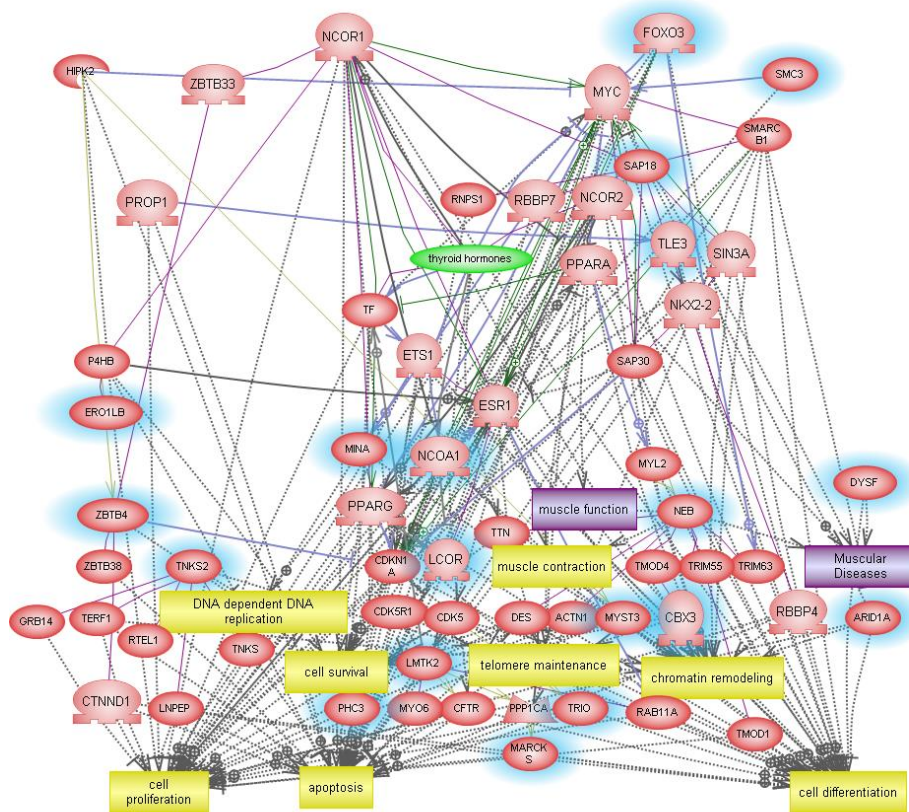 NCOR1
FOXO3
HIPK2
ZBTB33
MYC
SMC3
SMARC
B1
SAP18
PROP1
RNPS1
RBBP7
NCOR2
TLE3
SIN3A
thyroid hormones
PPARA
TF
NKX2-2
ETS1
P4HB
SAP30
ERO1LB
ESR1
MINA
NCOA1
MYL2
DYSF
PPARG
muscle function
NEB
ZBTB4
TTN
ZBTB38
TNKS2
CDKN1
A
LCOR
muscle contraction
TMOD4
TRIM55
TRIM63
Muscular
Diseases
DNA dependent DNA
replication
GRB14
TERF1
CDK5R1
CDK5
DES
ACTN1
MYST3
CBX3
RBBP4
ARID1A
RTEL1
TNKS
cell survival
LMTK2
telomere maintenance
chromatin remodeling
CTNND1
LNPEP
PHC3
MYO6
CFTR
PPP1CA
TRIO
RAB11A
TMOD1
MARCK
S
cell
proliferation
apoptosis
cell differentiation